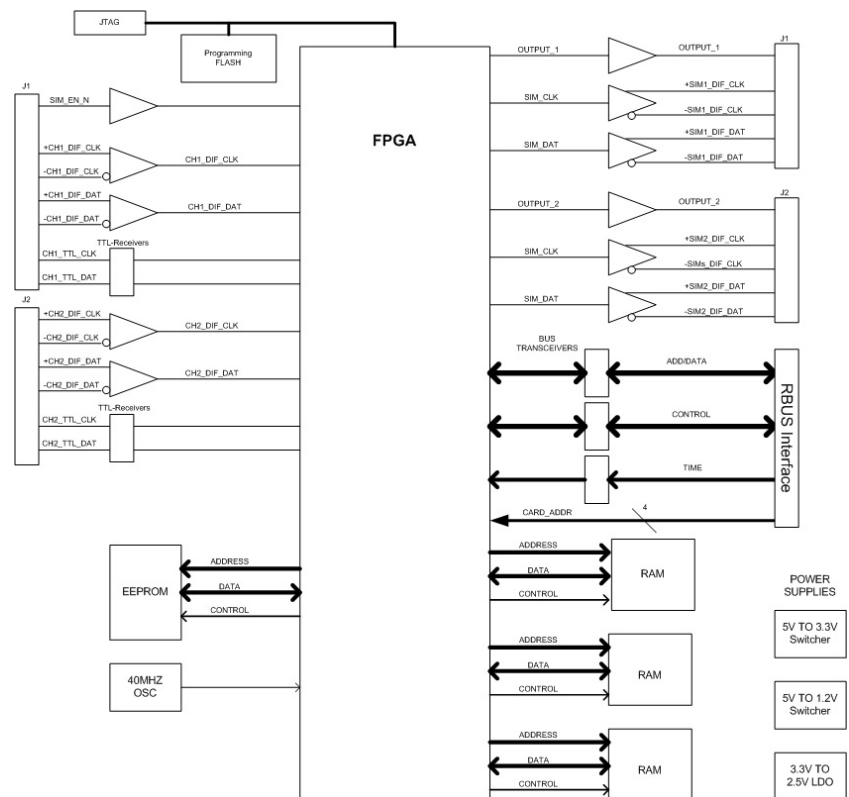 JTAG
Programming
FLASH
FPGA
J1
SIM_EN_N
+CH1_DIF_CLK
-CH1_DIF_CLK
CH1_DIF_CLK
+CH1_DIF_DAT
-CH1_DIF_DAT
CH1_DIF_DAT
TTL-Receivers
CH1_TTL_CLK
CH1_TTL_DAT
J2
+CH2_DIF_CLK
-CH2_DIF_CLK
CH2_DIF_CLK
+CH2_DIF_DAT
-CH2_DIF_DAT
CH2_DIF_DAT
TTL-Receivers
CH2_TTL_CLK
CH2_TTL_DAT
EEPROM
ADDRESS
DATA
CONTROL
40MHZ
OSC
OUTPUT_1
OUTPUT_1
J1
SIM_CLK
+SIM1_DIF_CLK
-SIM1_DIF_CLK
SIM_DAT
+SIM1_DIF_DAT
-SIM1_DIF_DAT
J2
OUTPUT_2
OUTPUT_2
SIM_CLK
+SIM2_DIF_CLK
-SIMs_DIF_CLK
SIM_DAT
+SIM2_DIF_DAT
-SIM2_DIF_DAT
BUS
TRANSCEIVERS
ADD/DATA
CONTROL
TIME
RBUS Interface
CARD_ADDR
4
ADDRESS
DATA
CONTROL
RAM
ADDRESS
DATA
CONTROL
RAM
ADDRESS
DATA
CONTROL
RAM
POWER
SUPPLIES
5V TO 3.3V
Switcher
5V TO 1.2V
Switcher
3.3V TO
2.5V LDO